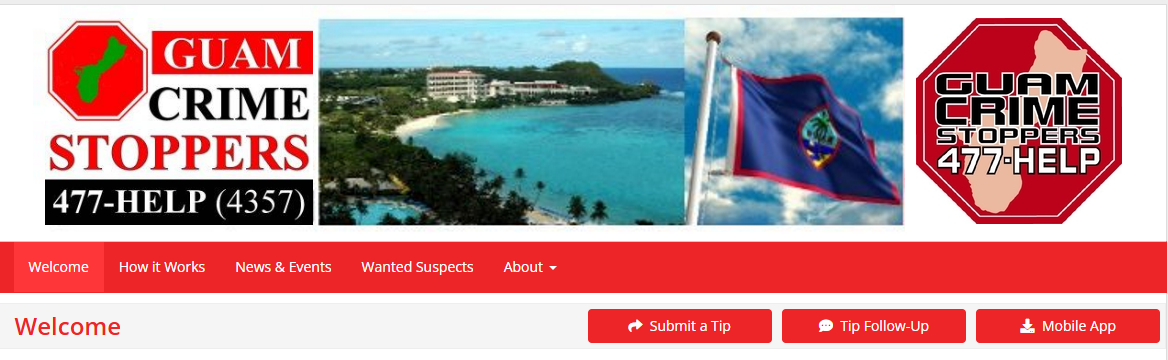 GUAM
CRIME
STOPPERS
477-HELP (4357)
GUAM
CRIME
STOPPERS
477-HELP
Welcome How it Works News & Events Wanted Suspects About
Welcome Submit a Tip Tip Follow-Up Mobile App